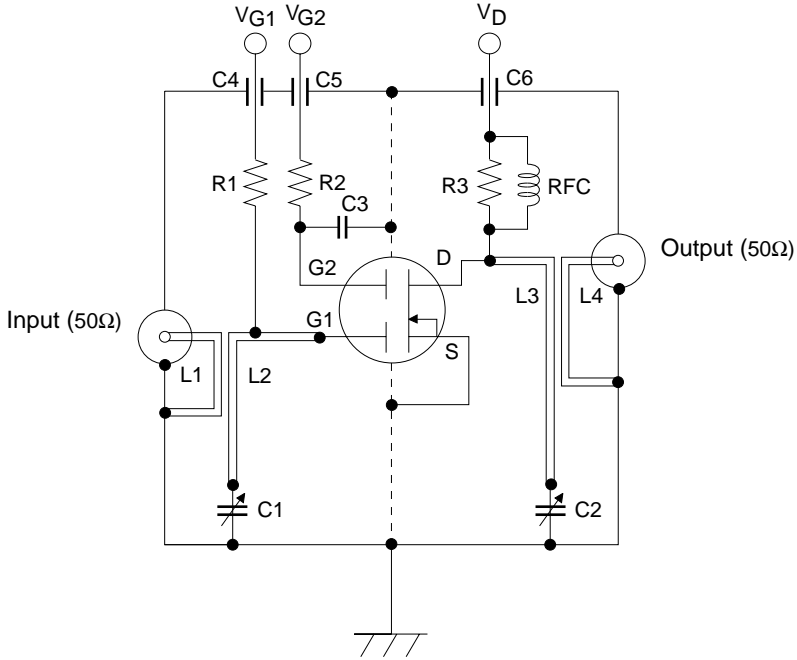 VG1
VG2
VD
C4
C5
C6
R1
R2
R3
RFC
C3
Output (50Ω)
G2
D
L3
L4
Input (50Ω)
G1
S
L1
L2
C1
C2